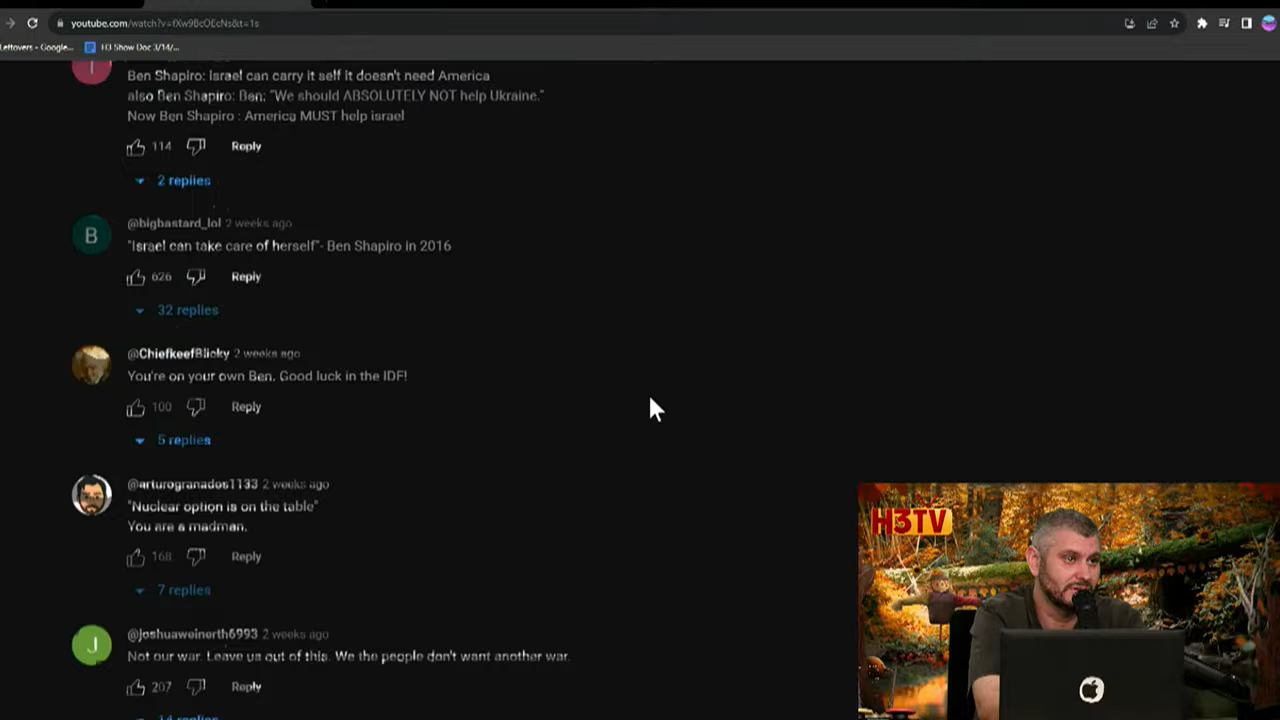 youtube.com/watch?v=fXw9BcOEcNs&t=1s
Leftovers - Google...
H3 Show Doc 3/14/...
Ben Shapiro: Israel can carry it self it doesn't need America
also Ben Shapiro: Ben; "We should ABSOLUTELY NOT help Ukraine."
Now Ben Shapiro : America MUST help israel
114
Reply
2 replies
B
@bigbastard_lol 2 weeks ago
"Israel can take care of herself"- Ben Shapiro in 2016
626
Reply
32 replies
@ChiefkeefBlicky 2 weeks ago
You're on your own Ben. Good luck in the IDF!
100
Reply
5 replies
@arturogranados1133 2 weeks ago
"Nuclear option is on the table"
You are a madman.
168
Reply
7 replies
J
@joshuaweinerth6993 2 weeks ago
Not our war. Leave us out of this. We the people don't want another war.
207
Reply
14 replies
H3TV